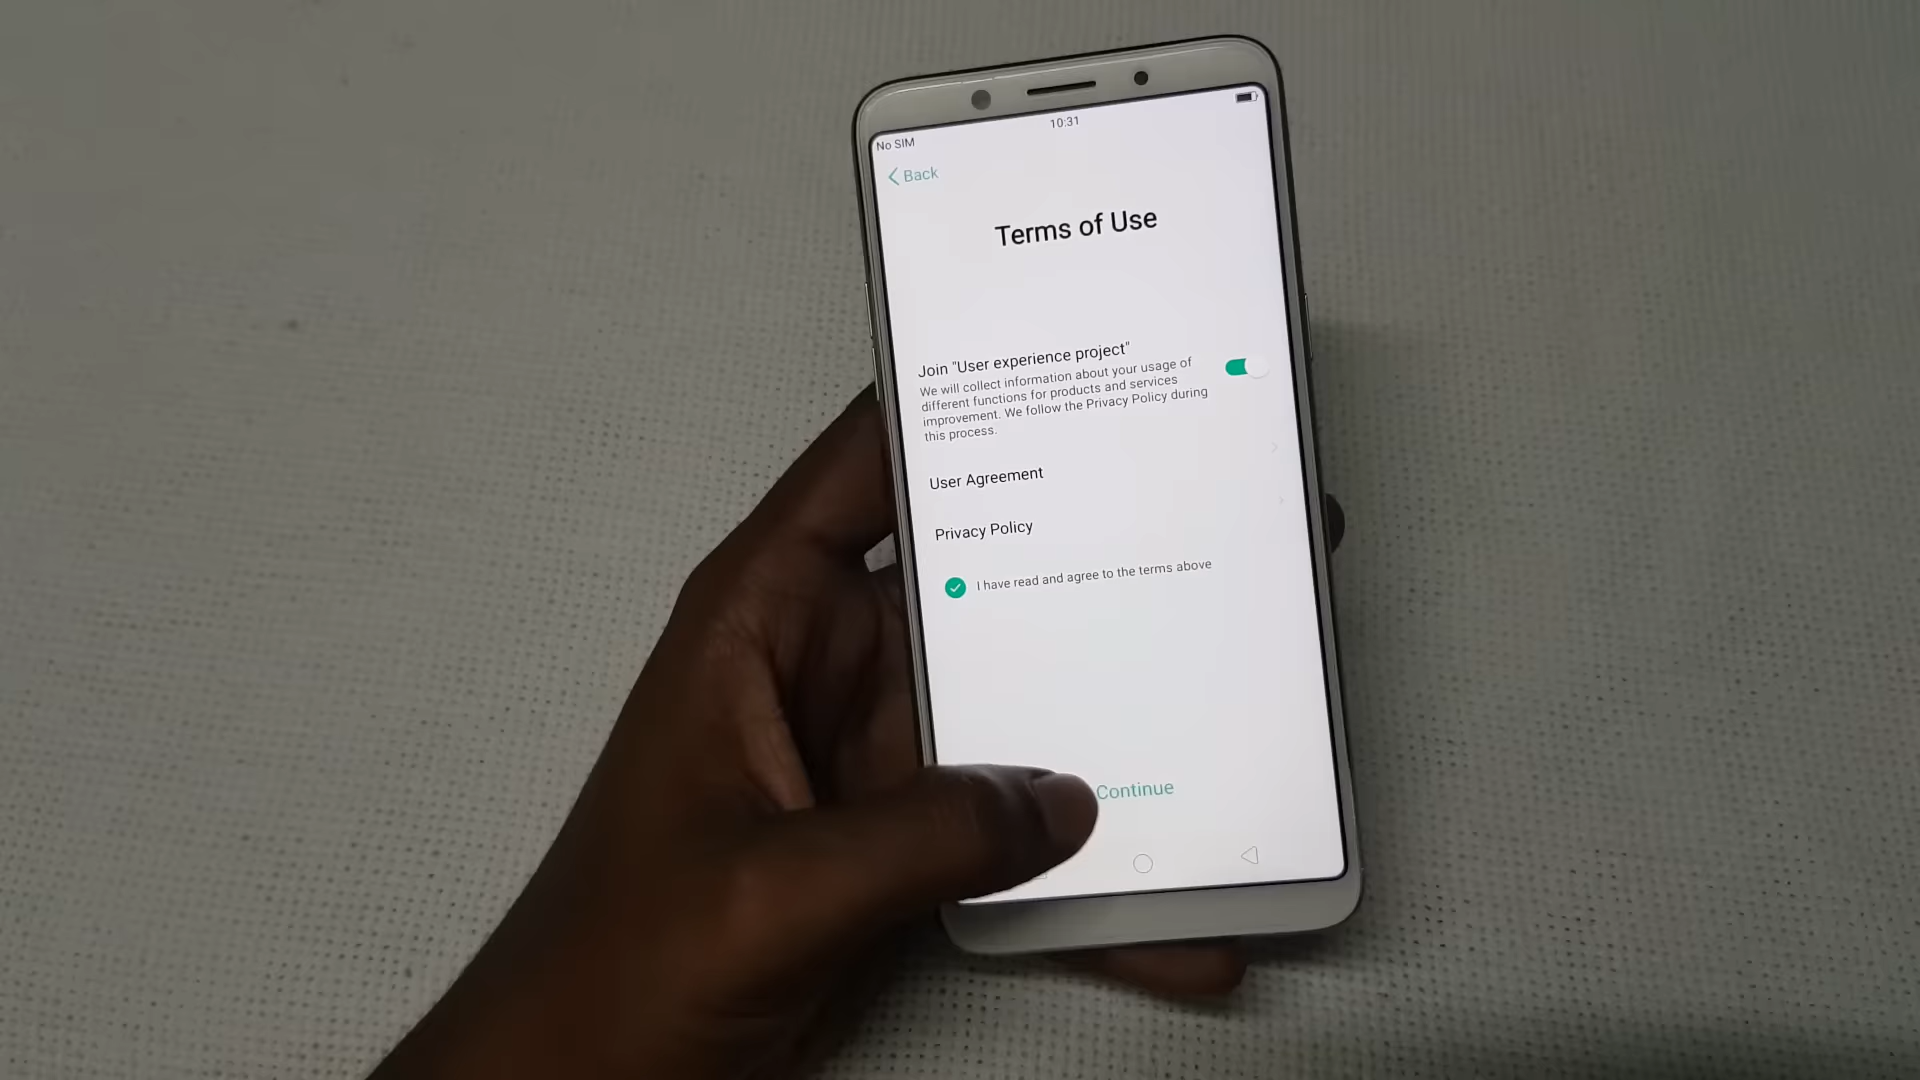 No SIM
10:31
Back
Terms of Use
Join "User experience project"
We will collect information about your usage of
different functions for products and services
improvement. We follow the Privacy Policy during
this process.
User Agreement
Privacy Policy
I have read and agree to the terms above
Continue